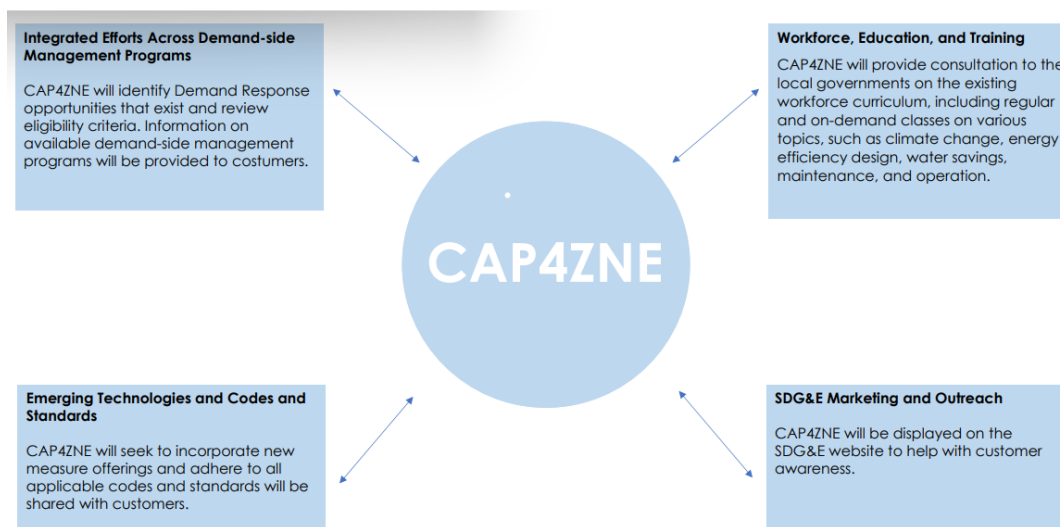 Integrated Efforts Across Demand-side
Management Programs
CAP4ZNE will identify Demand Response
opportunities that exist and review
eligibility criteria. Information on
available demand-side management
programs will be provided to costumers.
Workforce, Education, and Training
CAP4ZNE will provide consultation to the
local governments on the existing
workforce curriculum, including regular
and on-demand classes on various
topics, such as climate change, energy
efficiency design, water savings,
maintenance, and operation.
CAP4ZNE
Emerging Technologies and Codes and
Standards
CAP4ZNE will seek to incorporate new
measure offerings and adhere to all
applicable codes and standards will be
shared with customers.
SDG&E Marketing and Outreach
CAP4ZNE will be displayed on the
SDG&E website to help with customer
awareness.